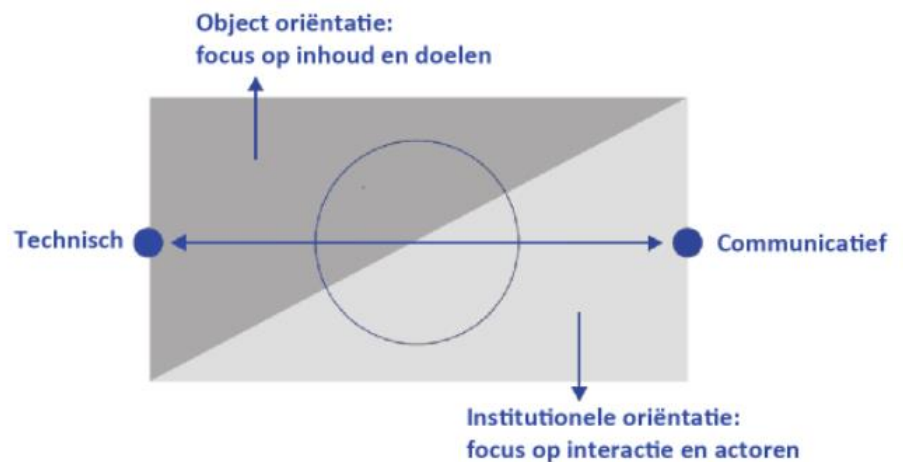 Object oriëntatie:
focus op inhoud en doelen
Technisch
Communicatief
Institutionele oriëntatie:
focus op interactie en actoren